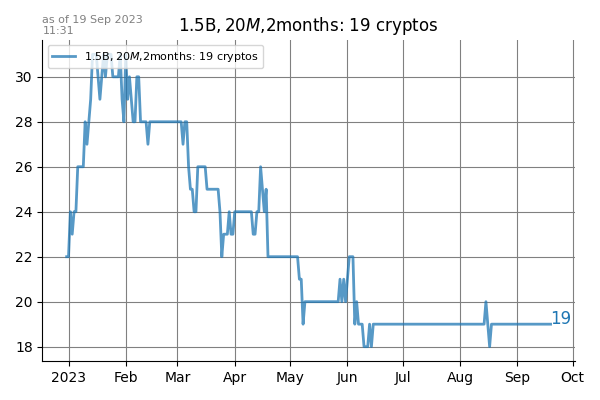 as of 19 Sep 2023
11:31
1.5B, 20M,2months: 19 cryptos
1.5B, 20M,2months: 19 cryptos
30
28
26
24
22
20
18
19
2023 Feb Mar Apr May Jun Jul Aug Sep Oct